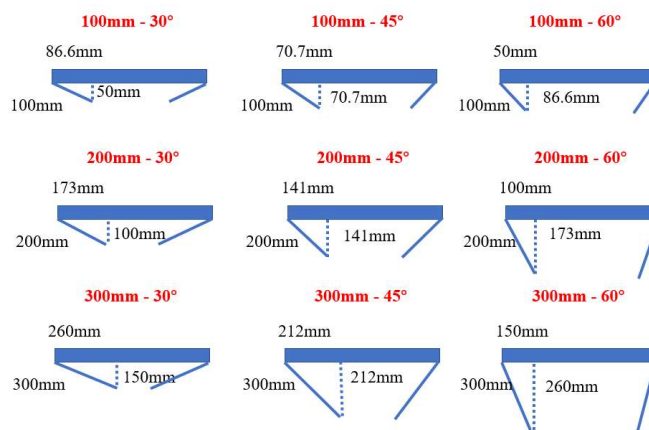 100mm - 30°
100mm - 45°
100mm - 60°
86.6mm
70.7mm
50mm
50mm
70.7mm
86.6mm
100mm
100mm
100mm
200mm - 30°
200mm - 45°
200mm - 60°
173mm
141mm
100mm
200mm
100mm
200mm
141mm
200mm
173mm
300mm - 30°
300mm - 45°
300mm - 60°
260mm
212mm
150mm
300mm
150mm
300mm
212mm
300mm
260mm